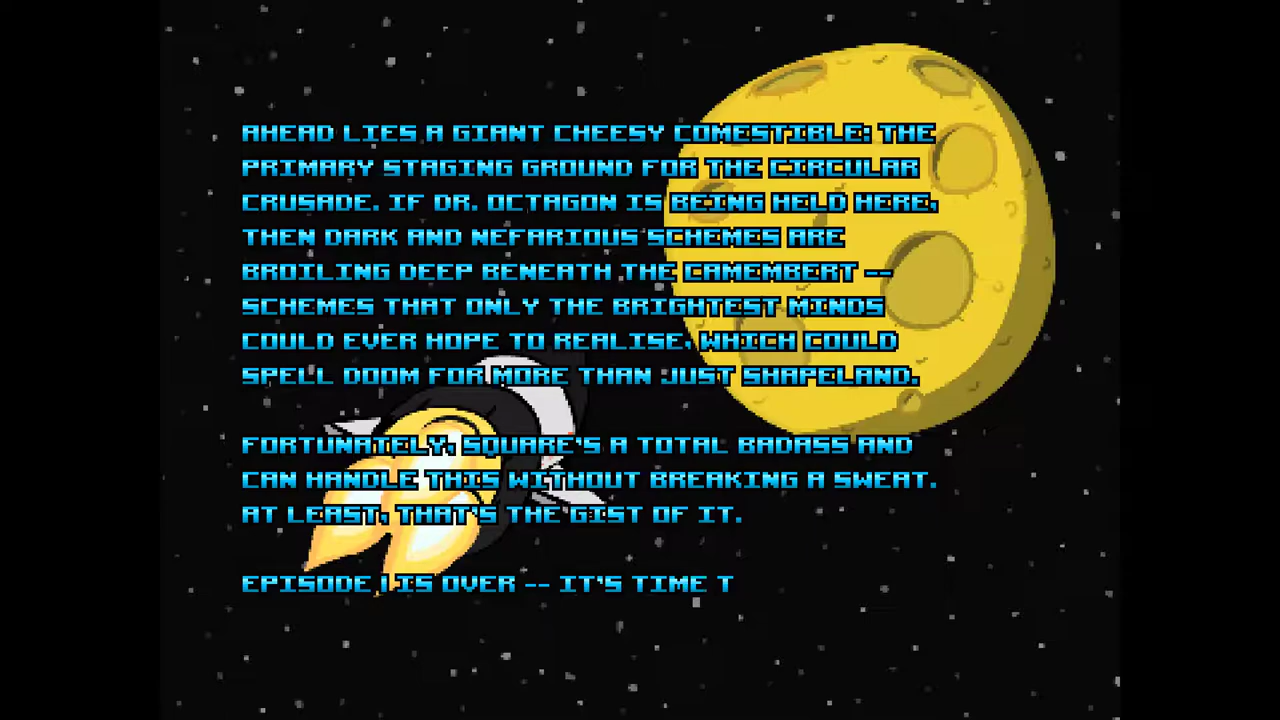 AHEAD LIES A GIANT CHEESY COMESTIBLE: THE
PRIMARY STAGING GROUND FOR THE CIRCULAR
CRUSADE. IF DR. OCTAGON IS BEING HELD HERE,
THEN DARK AND NEFARIOUS SCHEMES ARE
BROILING DEEP BENEATH THE CAMEMBERT --
SCHEMES THAT ONLY THE BRIGHTEST MINDS
COULD EVER HOPE TO REALISE, WHICH COULD
SPELL DOOM FOR MORE THAN JUST SHAPELAND.
FORTUNATELY, SQUARE'S A TOTAL BADASS AND
CAN HANDLE THIS WITHOUT BREAKING A SWEAT.
AT LEAST, THAT'S THE GIST OF IT.
EPISODE 1 IS OVER -- IT'S TIME T